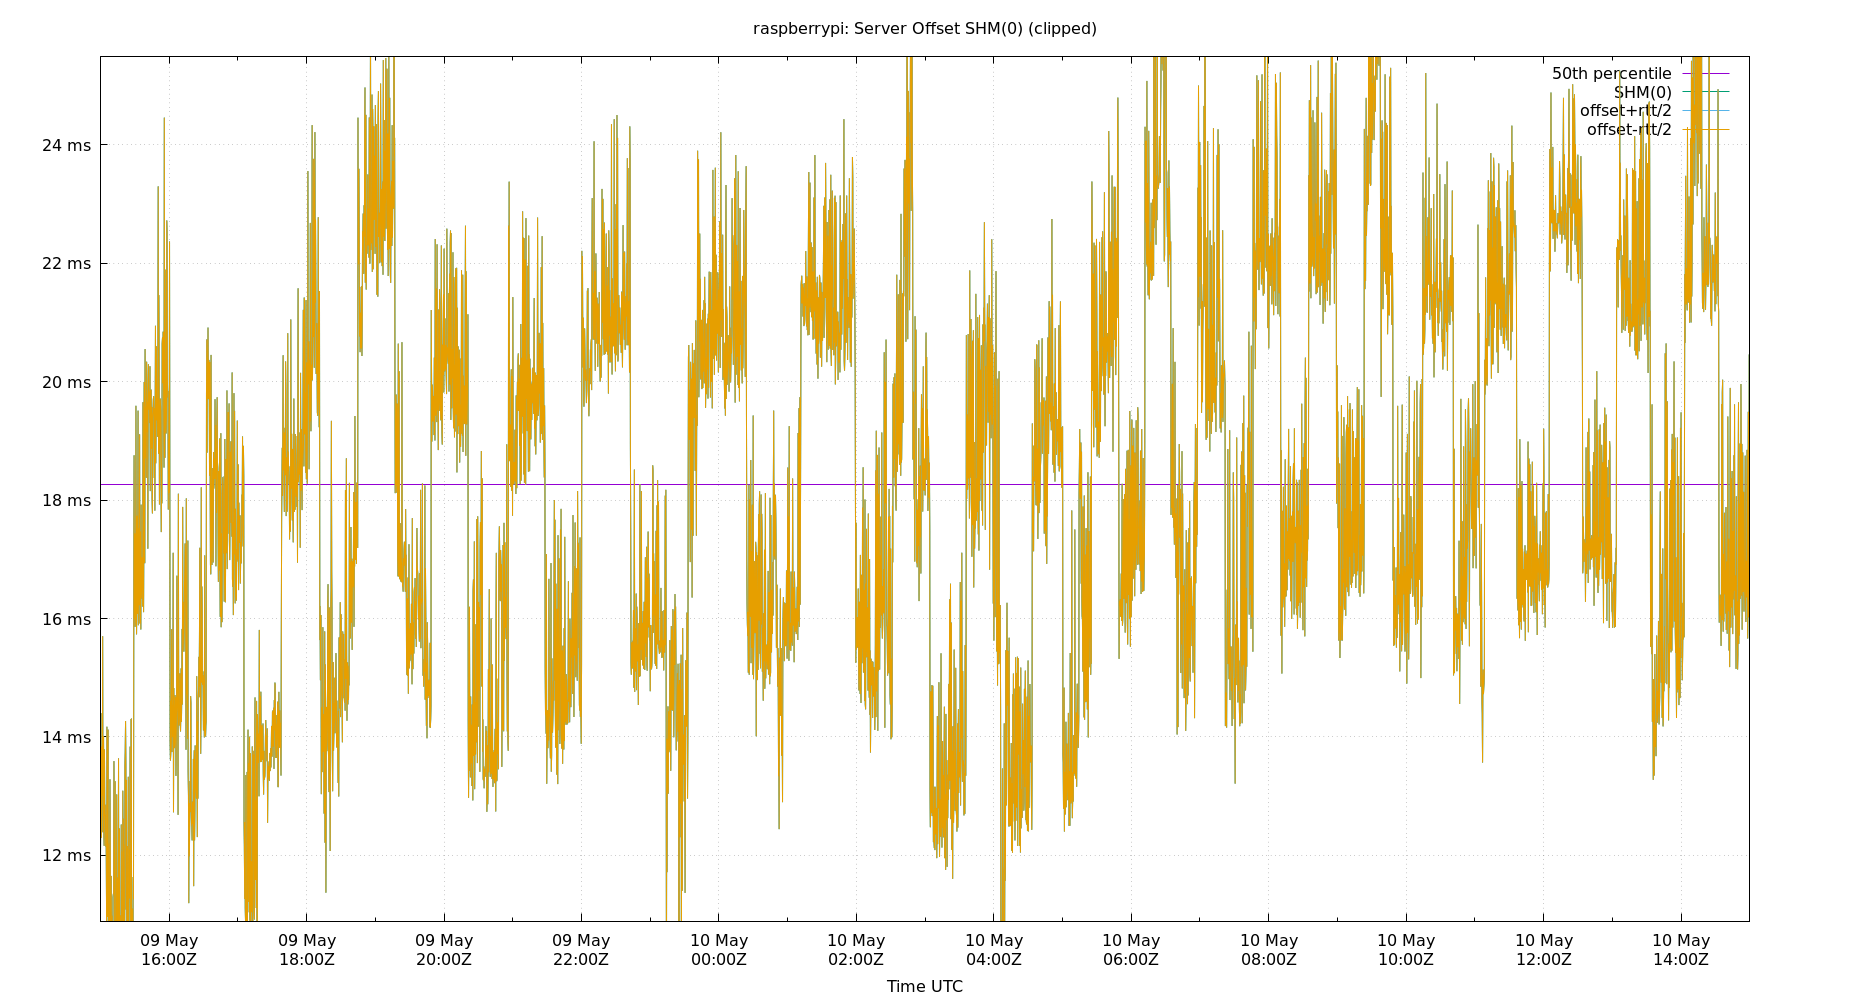 raspberrypi: Server Offset SHM(0) (clipped)
50th percentile
SHM(0)
offset+rtt/2
offset-rtt/2
24 ms
22 ms
20 ms
18 ms
16 ms
14 ms
12 ms
09 May 09 May 09 May 09 May 10 May 10 May 10 May 10 May 10 May 10 May 10 May 10 May
16:00Z 18:00Z 20:00Z 22:00Z 00:00Z 02:00Z 04:00Z 06:00Z 08:00Z 10:00Z 12:00Z 14:00Z
Time UTC